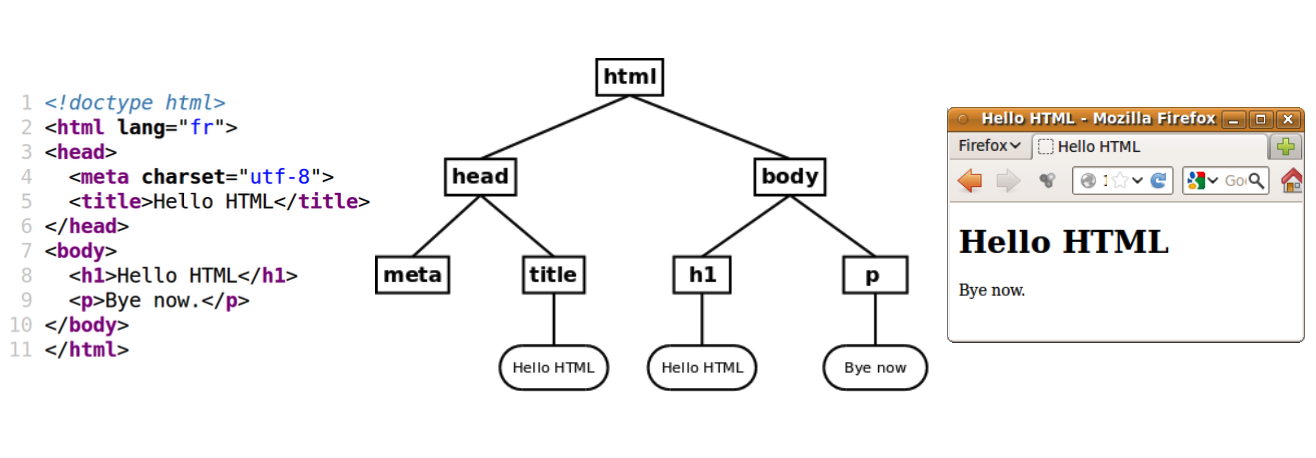 1 <!doctype html>
2 <html lang="fr">
3 <head>
4 <meta charset="utf-8">
5 <title>Hello HTML</title>
6 </head>
7 <body>
8 <h1>Hello HTML</h1>
9 <p>Bye now.</p>
10 </body>
11 </html>
html
head body
meta title h1 p
Hello HTML Hello HTML Bye now
Hello HTML - Mozilla Firefox
Firefox Hello HTML
Hello HTML
Bye now.